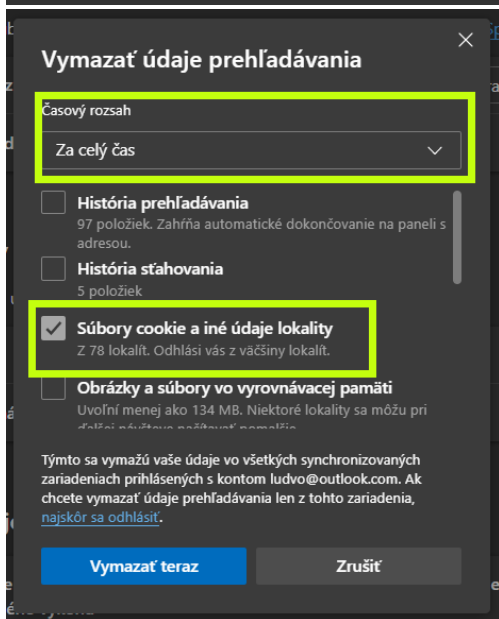 Vymazať údaje prehľadávania
Časový rozsah
Za celý čas
História prehľadávania
97 položiek. Zahŕňa automatické dokončovanie na paneli s
adresou.
História sťahovania
5 položiek
Súbory cookie a iné údaje lokality
Z 78 lokalít. Odhlási vás z väčšiny lokalít.
Obrázky a súbory vo vyrovnávacej pamäti
Uvoľní menej ako 134 MB. Niektoré lokality sa môžu pri
ďalšej návšteve načítavať pomalšie.
Týmto sa vymažú vaše údaje vo všetkých synchronizovaných
zariadeniach prihlásených s kontom ludvo@outlook.com. Ak
chcete vymazať údaje prehľadávania len z tohto zariadenia,
najskôr sa odhlásiť.
Vymazať teraz
Zrušiť